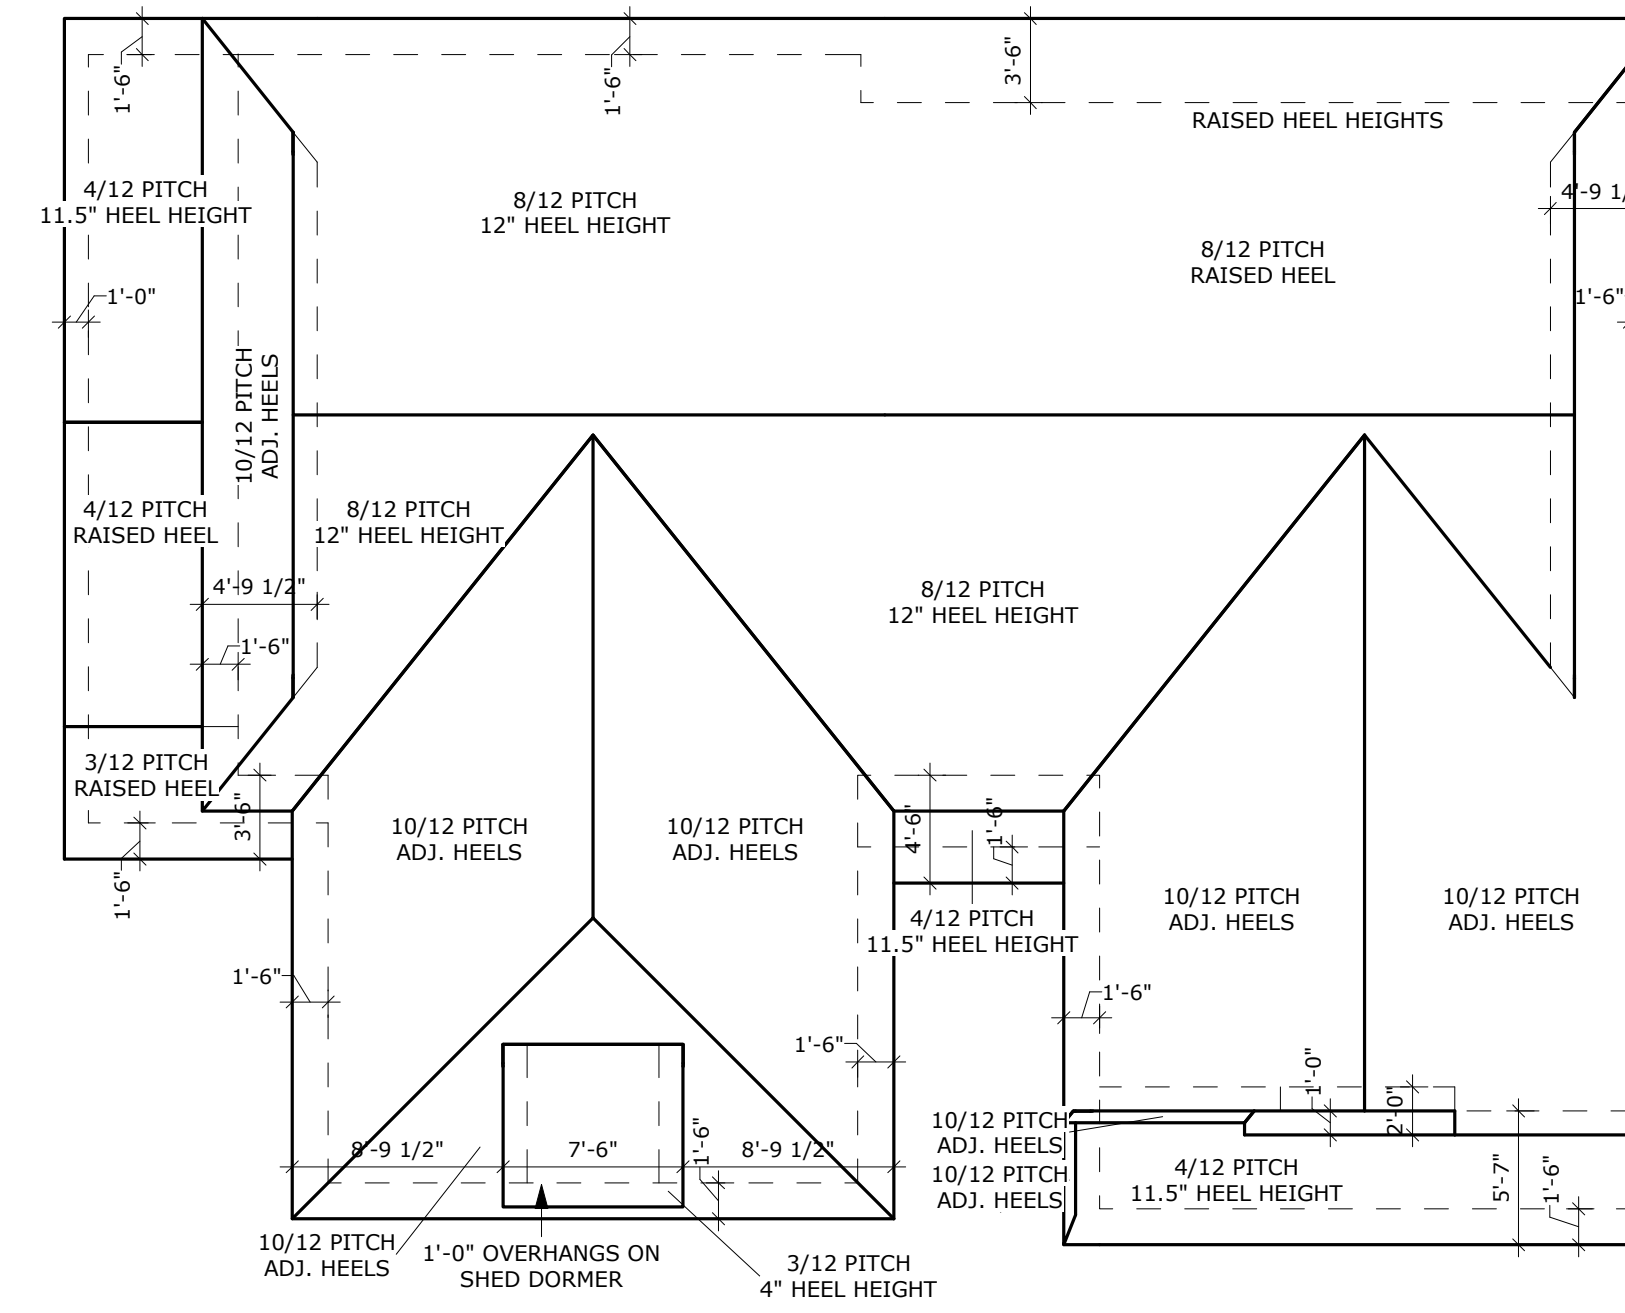 1'-6"
1'-6"
3'-6"
RAISED HEEL HEIGHTS
4/12 PITCH
11.5" HEEL HEIGHT
8/12 PITCH
12" HEEL HEIGHT
4'-9 1/
8/12 PITCH
RAISED HEEL
1'-0"
1'-6"
10/12 PITCH
ADJ. HEELS
4/12 PITCH
RAISED HEEL
8/12 PITCH
12" HEEL HEIGHT
4'-9 1/2"
8/12 PITCH
12" HEEL HEIGHT
1'-6"
3/12 PITCH
RAISED HEEL
3'-6"
4'-6"
1'-6"
10/12 PITCH
ADJ. HEELS
10/12 PITCH
ADJ. HEELS
1'-6"
4/12 PITCH
11.5" HEEL HEIGHT
10/12 PITCH
ADJ. HEELS
10/12 PITCH
ADJ. HEELS
1'-6"
1'-6"
1'-6"
1'-0"
2'-0"
10/12 PITCH
ADJ. HEELS
10/12 PITCH
ADJ. HEELS
8'-9 1/2"
7'-6"
1'-6"
8'-9 1/2"
4/12 PITCH
11.5" HEEL HEIGHT
5'-7"
1'-6"
10/12 PITCH
ADJ. HEELS
1'-0" OVERHANGS ON
SHED DORMER
3/12 PITCH
4" HEEL HEIGHT